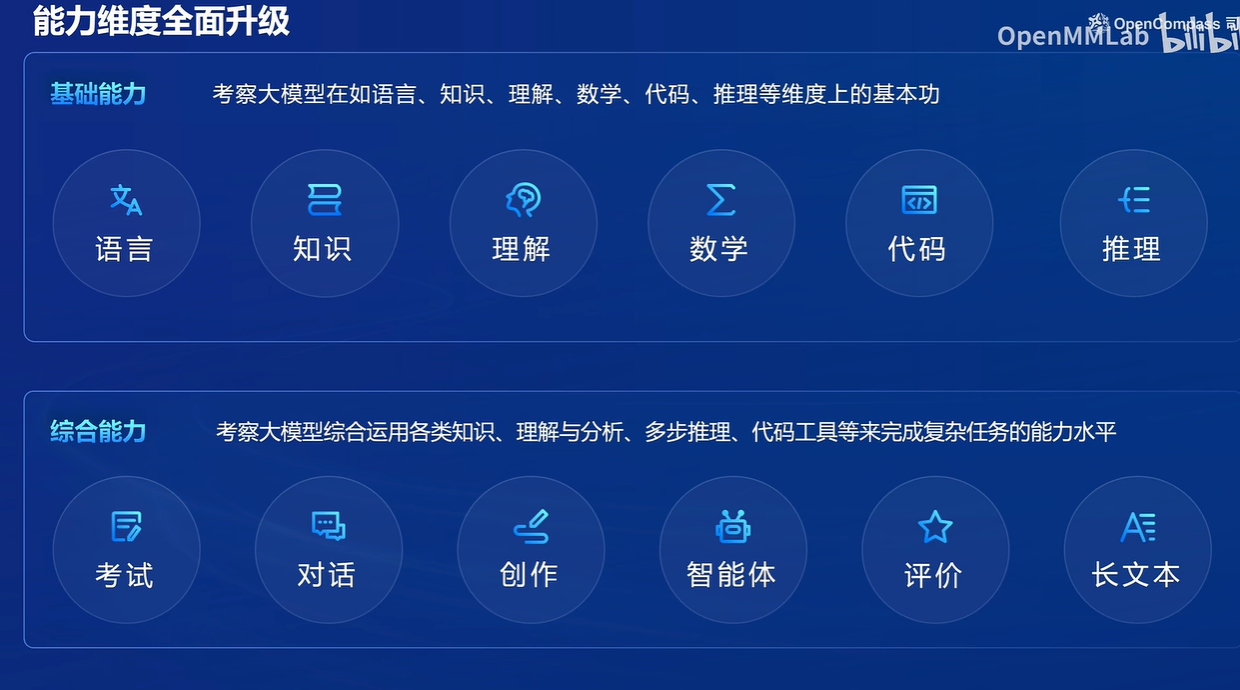 能力维度全面升级
OpenCompass 司
OpenMMLab bilibi
基础能力 考察大模型在如语言、知识、理解、数学、代码、推理等维度上的基本功
语言 知识 理解 数学 代码 推理
综合能力 考察大模型综合运用各类知识、理解与分析、多步推理、代码工具等来完成复杂任务的能力水平
考试 对话 创作 智能体 评价 长文本